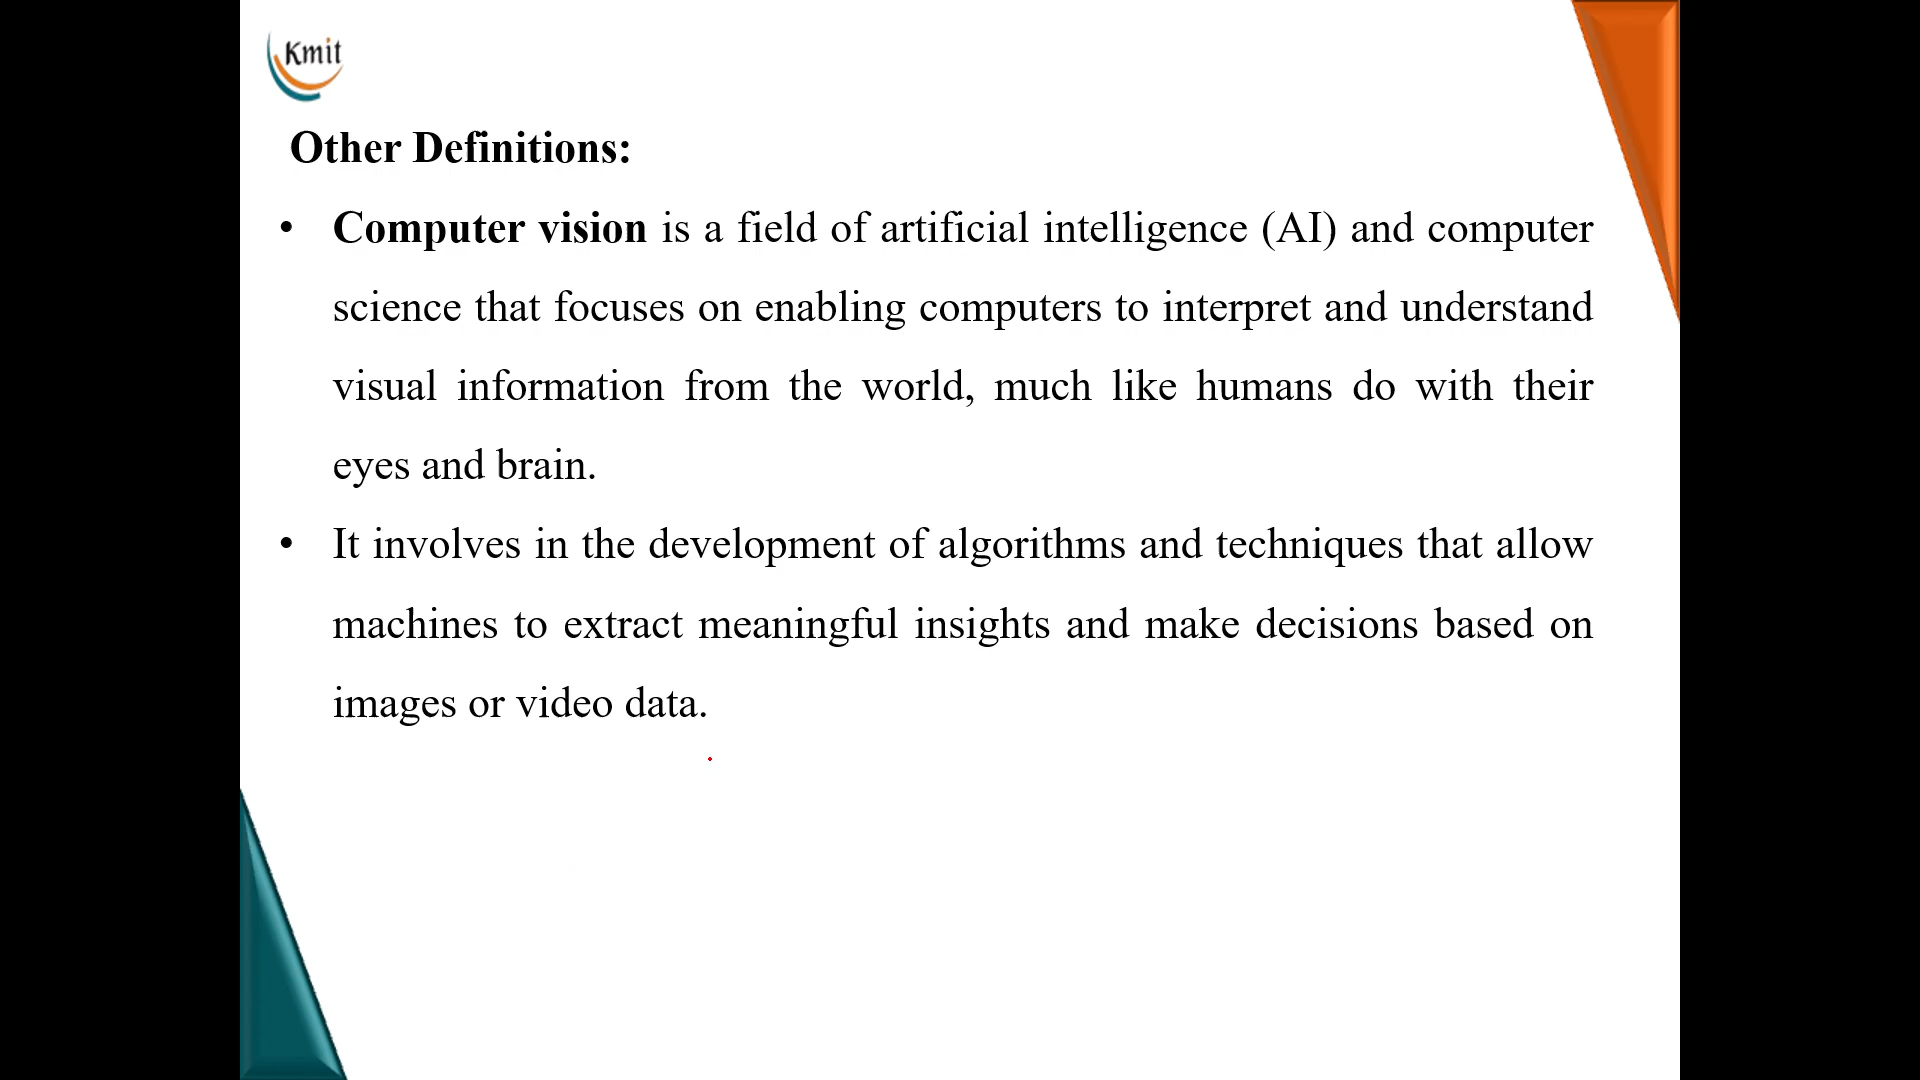 Kmit
Other Definitions:
• Computer vision is a field of artificial intelligence (AI) and computer
science that focuses on enabling computers to interpret and understand
visual information from the world, much like humans do with their
eyes and brain.
• It involves in the development of algorithms and techniques that allow
machines to extract meaningful insights and make decisions based on
images or video data.